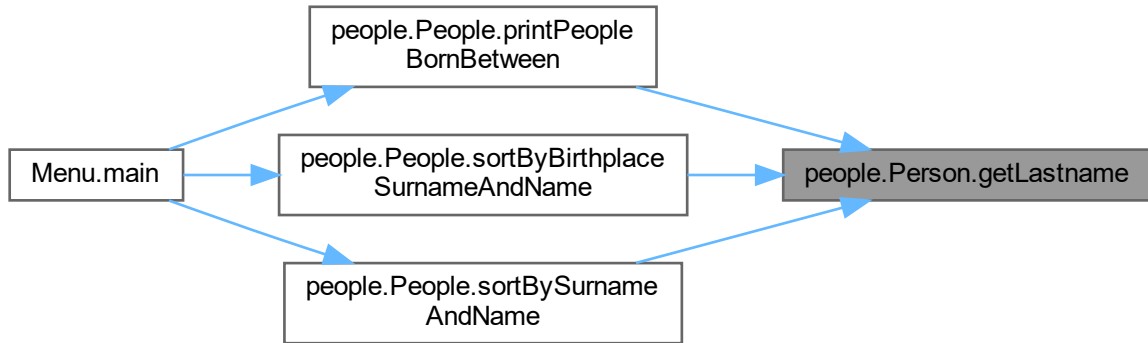 people.People.printPeople
BornBetween
Menu.main
people.People.sortByBirthplace
SurnameAndName
people.Person.getLastname
people.People.sortBySurname
AndName